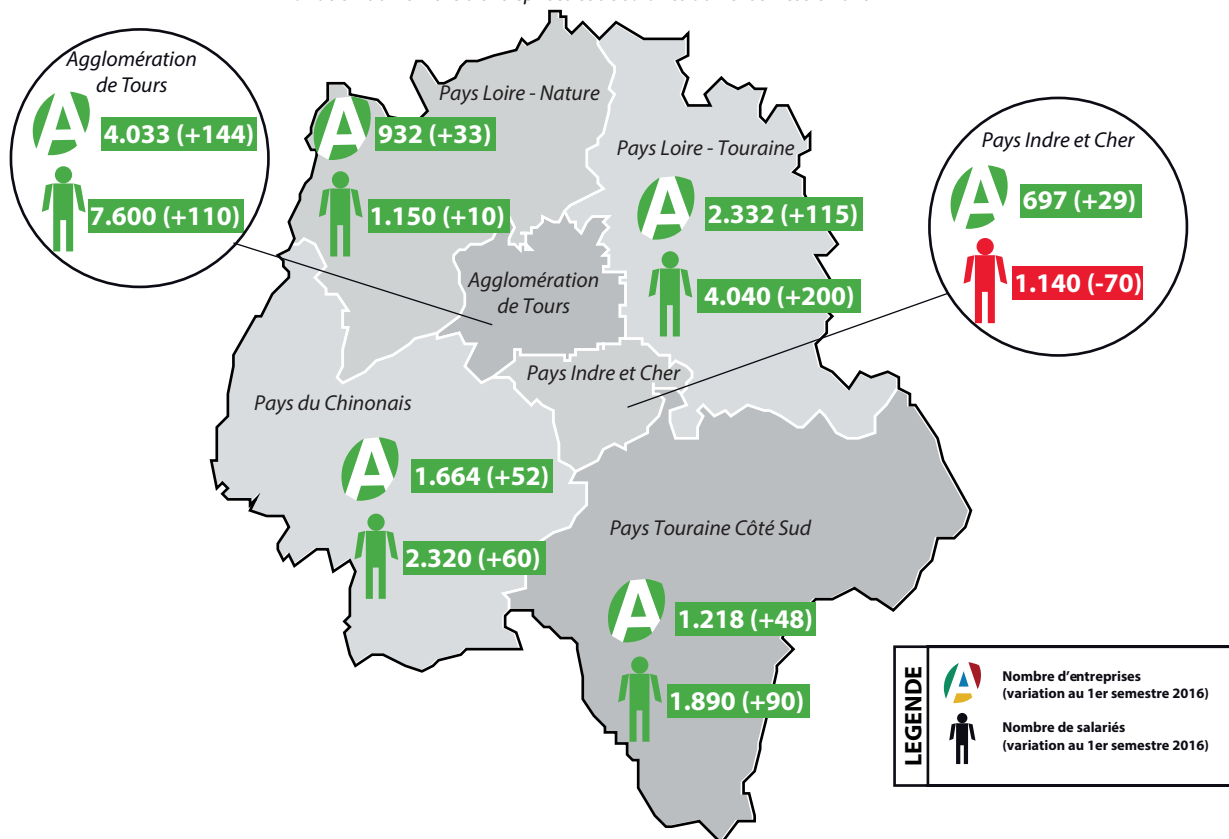 Agglomération
de Tours
4.033 (+144)
7.600 (+110)
Pays Loire - Nature
932 (+33)
1.150 (+10)
Pays Loire - Touraine
2.332 (+115)
4.040 (+200)
Pays Indre et Cher
697 (+29)
1.140 (-70)
Agglomération
de Tours
Pays Indre et Cher
Pays du Chinonais
1.664 (+52)
2.320 (+60)
Pays Touraine Côté Sud
1.218 (+48)
1.890 (+90)
LEGENDE
Nombre d'entreprises
(variation au 1er semestre 2016)
Nombre de salariés
(variation au 1er semestre 2016)